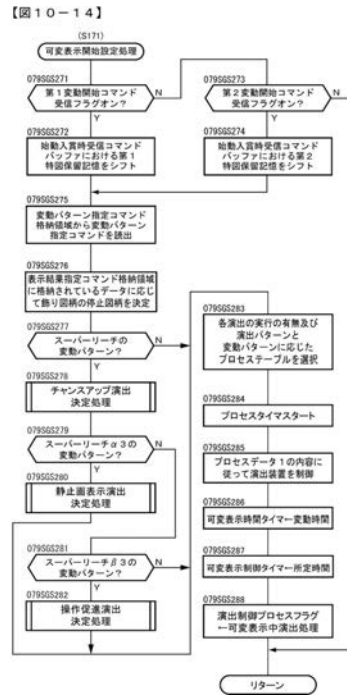 【図10-14】
(S171)
可変表示開始設定処理
079SGS271
第1変動開始コマンド
受信フラグオン?
N
Y
079SGS273
第2変動開始コマンド
受信フラグオン?
N
Y
079SGS272
始動入賞時受信コマンド
バッファにおける第1
特図保留記憶をシフト
079SGS274
始動入賞時受信コマンド
バッファにおける第2
特図保留記憶をシフト
079SGS275
変動パターン指定コマンド
格納領域から変動パターン
指定コマンドを読出
079SGS276
表示結果指定コマンド格納領域
に格納されているデータに応じ
て飾り図柄の停止図柄を決定
079SGS277
スーパーリーチの
変動パターン?
N
Y
079SGS278
チャンスアップ演出
決定処理
079SGS279
スーパーリーチα3の
変動パターン?
N
Y
079SGS280
静止画表示演出
決定処理
079SGS281
スーパーリーチβ3の
変動パターン?
N
Y
079SGS282
操作促進演出
決定処理
079SGS283
各演出の実行の有無及び
演出パターンと
変動パターンに応じた
プロセステーブルを選択
079SGS284
プロセスタイマスタート
079SGS285
プロセスデータ1の内容に
従って演出装置を制御
079SGS286
可変表示時間タイマ←変動時間
079SGS287
可変表示制御タイマ←所定時間
079SGS288
演出制御プロセスフラグ
←可変表示中演出処理
リターン